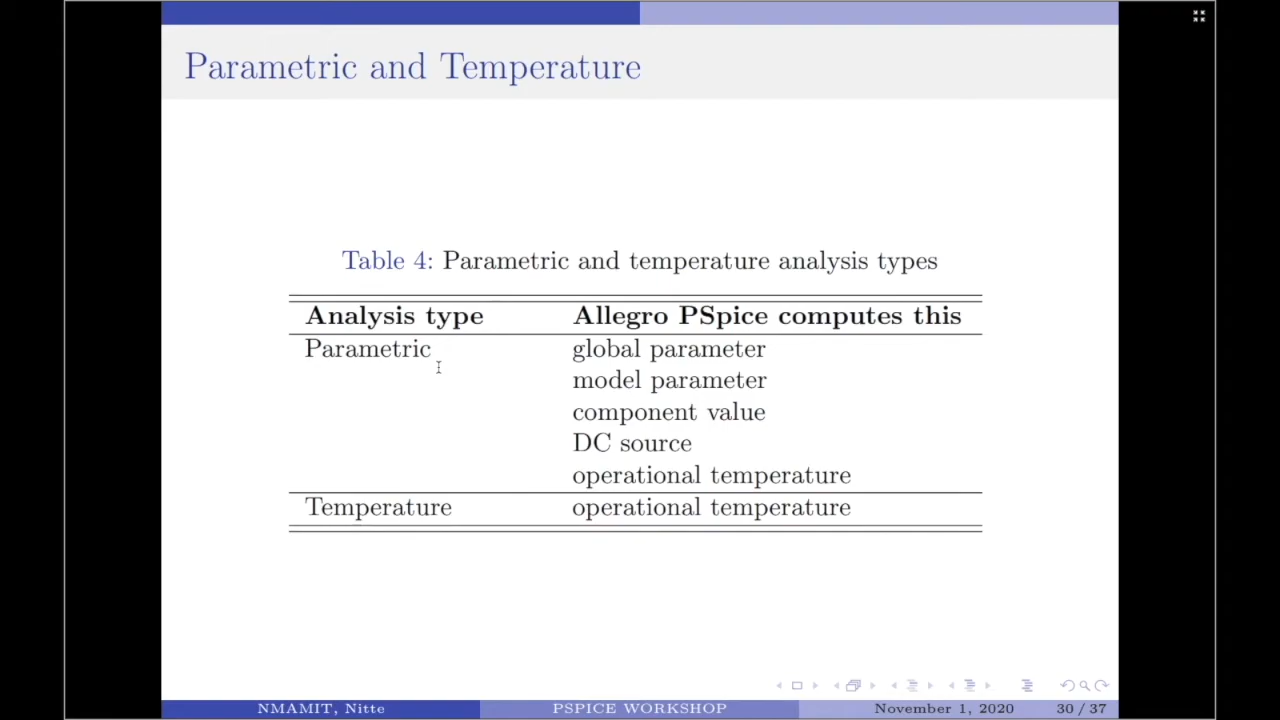 Parametric and Temperature
Table 4: Parametric and temperature analysis types
Analysis type Allegro PSpice computes this
Parametric global parameter
model parameter
component value
DC source
operational temperature
Temperature operational temperature
NMAMIT, Nitte PSPICE WORKSHOP November 1, 2020 30 / 37